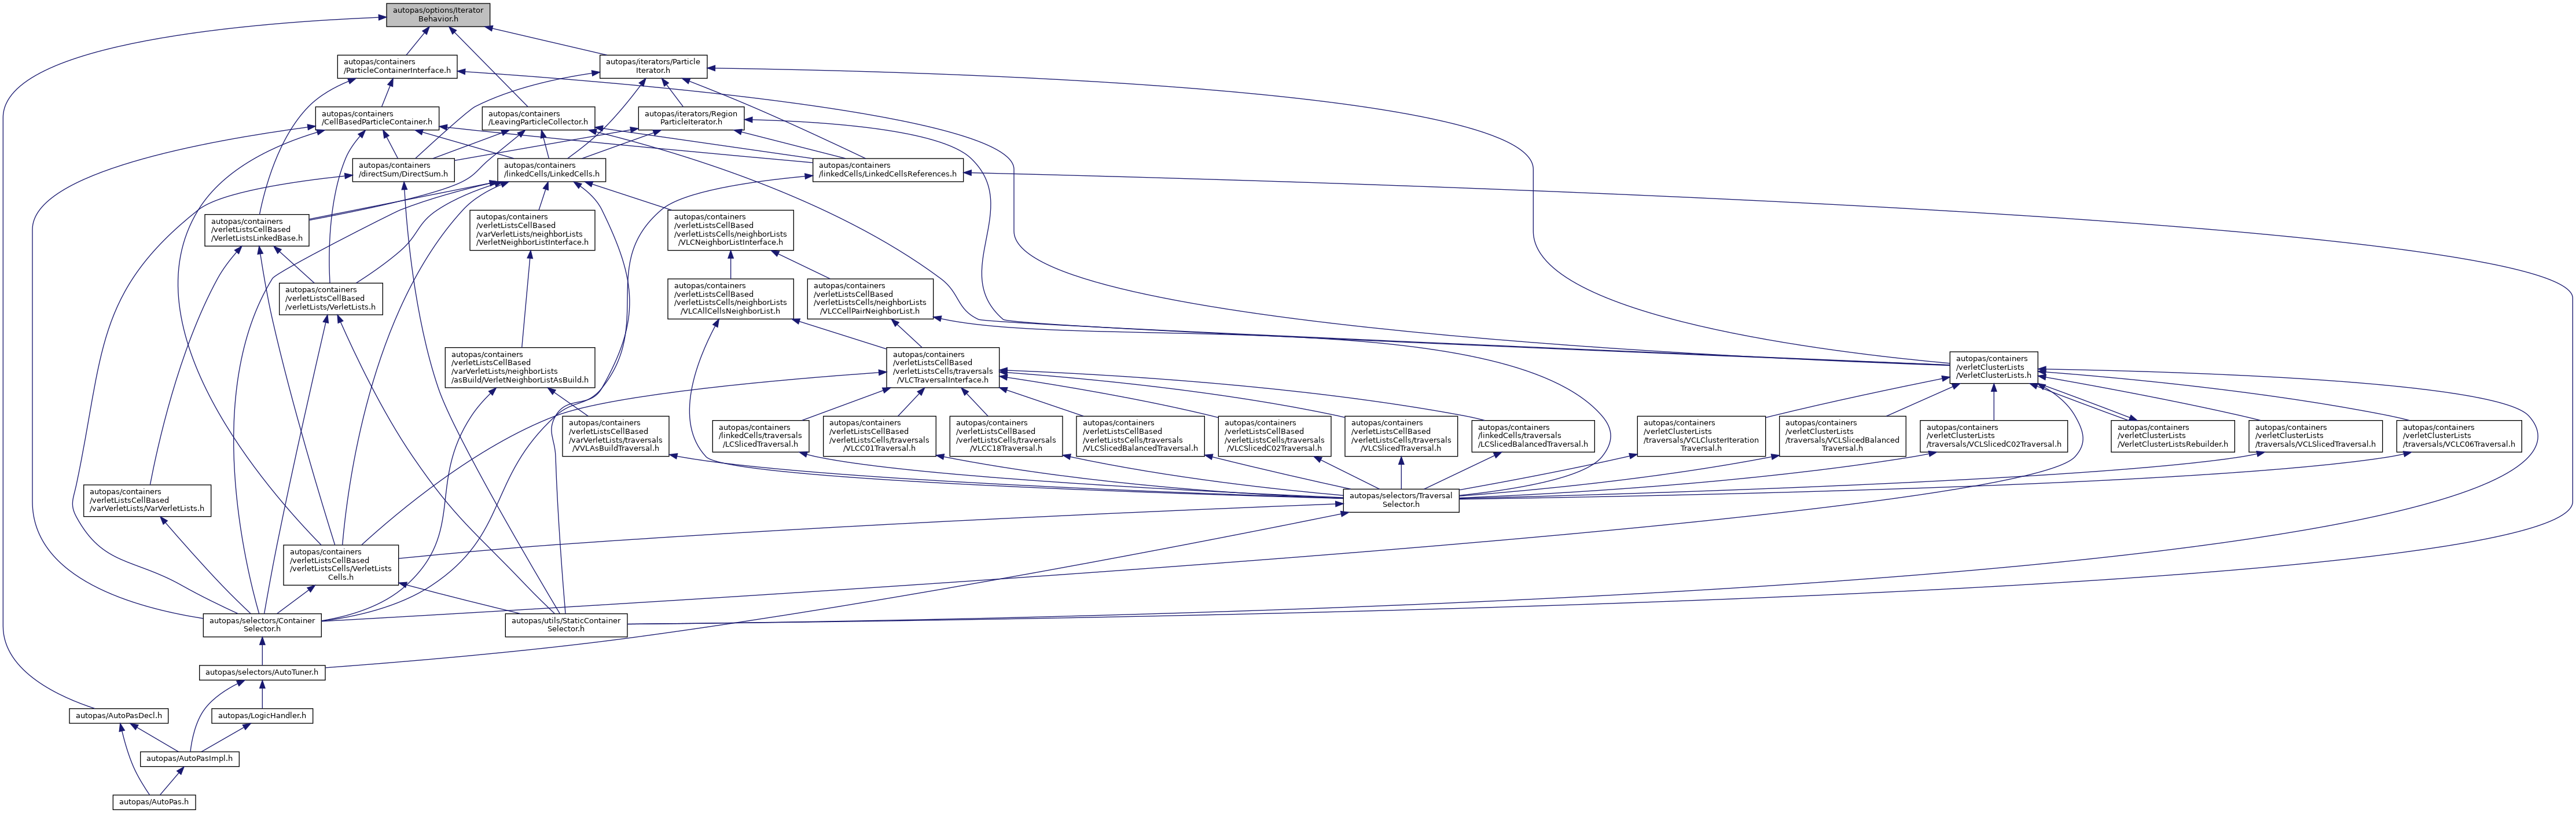 autopas/options/Iterator
Behavior.h
autopas/containers
/ParticleContainerInterface.h
autopas/iterators/Particle
Iterator.h
autopas/containers
/CellBasedParticleContainer.h
autopas/containers
/LeavingParticleCollector.h
autopas/iterators/Region
ParticleIterator.h
autopas/containers
/directSum/DirectSum.h
autopas/containers
/linkedCells/LinkedCells.h
autopas/containers
/linkedCells/LinkedCellsReferences.h
autopas/containers
/verletListsCellBased
/VerletListsLinkedBase.h
autopas/containers
/verletListsCellBased
/varVerletLists/neighborLists
/VerletNeighborListInterface.h
autopas/containers
/verletListsCellBased
/verletListsCells/neighborLists
/VLCNeighborListInterface.h
autopas/containers
/verletListsCellBased
/verletLists/VerletLists.h
autopas/containers
/verletListsCellBased
/verletListsCells/neighborLists
/VLCAllCellsNeighborList.h
autopas/containers
/verletListsCellBased
/verletListsCells/neighborLists
/VLCCellPairNeighborList.h
autopas/containers
/verletListsCellBased
/varVerletLists/neighborLists
/asBuild/VerletNeighborListAsBuild.h
autopas/containers
/verletListsCellBased
/verletListsCells/traversals
/VLCTraversalInterface.h
autopas/containers
/verletClusterLists
/VerletClusterLists.h
autopas/containers
/verletListsCellBased
/varVerletLists/traversals
/VVLAsBuildTraversal.h
autopas/containers
/linkedCells/traversals
/LCSlicedTraversal.h
autopas/containers
/verletListsCellBased
/verletListsCells/traversals
/VLCC01Traversal.h
autopas/containers
/verletListsCellBased
/verletListsCells/traversals
/VLCC18Traversal.h
autopas/containers
/verletListsCellBased
/verletListsCells/traversals
/VLCSlicedBalancedTraversal.h
autopas/containers
/verletListsCellBased
/verletListsCells/traversals
/VLCSlicedC02Traversal.h
autopas/containers
/verletListsCellBased
/verletListsCells/traversals
/VLCSlicedTraversal.h
autopas/containers
/linkedCells/traversals
/LCSlicedBalancedTraversal.h
autopas/containers
/verletClusterLists
/traversals/VCLClusterIteration
Traversal.h
autopas/containers
/verletClusterLists
/traversals/VCLSlicedBalanced
Traversal.h
autopas/containers
/verletClusterLists
/traversals/VCLSlicedC02Traversal.h
autopas/containers
/verletClusterLists
/VerletClusterListsRebuilder.h
autopas/containers
/verletClusterLists
/traversals/VCLSlicedTraversal.h
autopas/containers
/verletClusterLists
/traversals/VCLC06Traversal.h
autopas/containers
/verletListsCellBased
/varVerletLists/VarVerletLists.h
autopas/selectors/Traversal
Selector.h
autopas/containers
/verletListsCellBased
/verletListsCells/VerletLists
Cells.h
autopas/selectors/Container
Selector.h
autopas/utils/StaticContainer
Selector.h
autopas/selectors/AutoTuner.h
autopas/AutoPasDecl.h
autopas/LogicHandler.h
autopas/AutoPasImpl.h
autopas/AutoPas.h